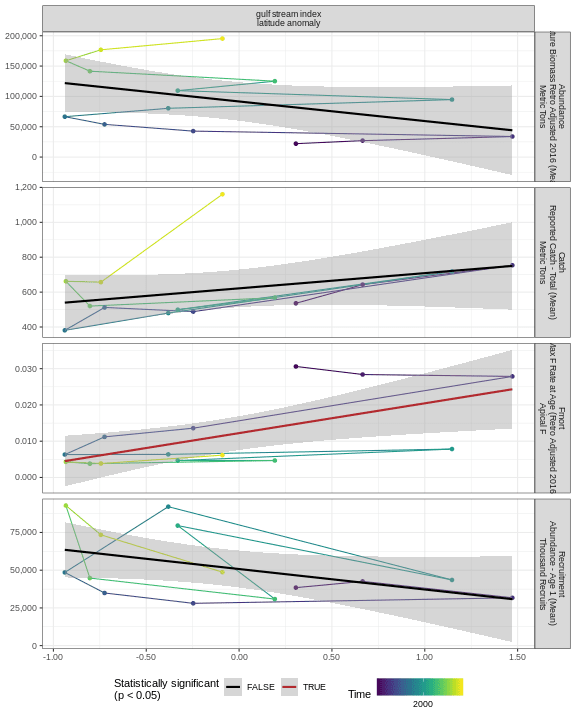 gulf stream index
latitude anomaly
200,000
150,000
100,000
50,000
0
Abundance
Biomass Retro Adjusted 2016
Metric Tons
1,200
800
600
400
Catch
Reported Catch - Total (Mean)
Metric Tons
0.030
0.020
0.010
0.000
Fmort
F Rate at Age (Retro Adjusted 2016
Apical F
75,000
50,000
25,000
0
Recruitment
Abundance - Age 1 (Mean)
Thousand Recruits
-1.00
-0.50
0.00
0.50
1.00
1.50
Statistically significant
(p < 0.05)
FALSE
TRUE
Time
2000